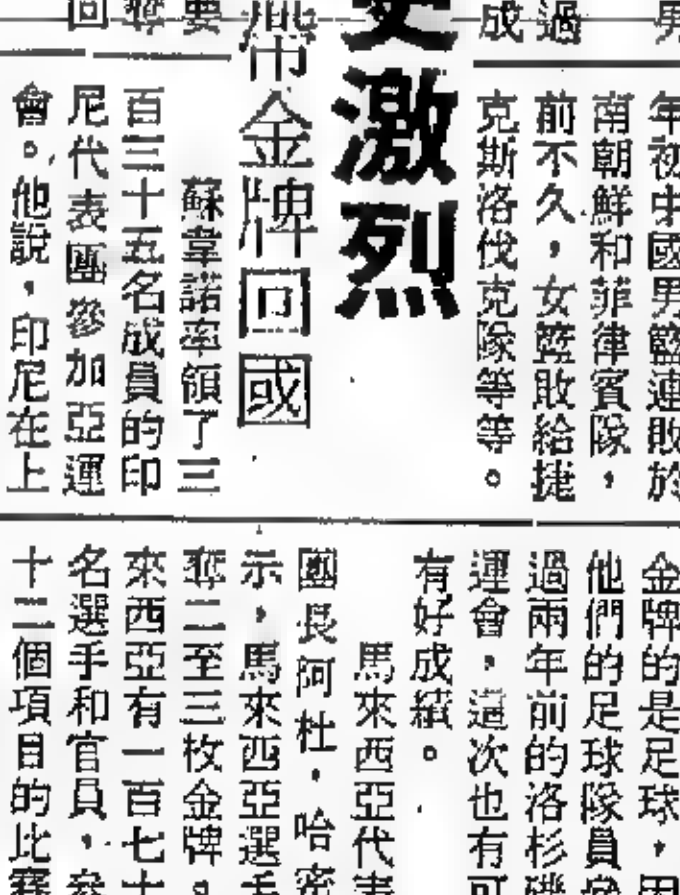 男
過
成
要
奪
回
更激烈
帶金牌回國
年初中國男籃連敗於
南朝鮮和菲律賓隊，
前不久，女籃敗給捷
克斯洛伐克隊等等。
蘇韋諾率領了三
百三十五名成員的印
尼代表團參加亞運
會。他說，印尼在上
金牌的是足球，因
他們的足球隊員
過兩年前的洛杉磯
運會，這次也有可
有好成績。
馬來西亞代表
團長阿杜·哈密
示，馬來西亞選手
奪二至三枚金牌。
來西亞有一百七十
名選手和官員，參
十二個項目的比賽